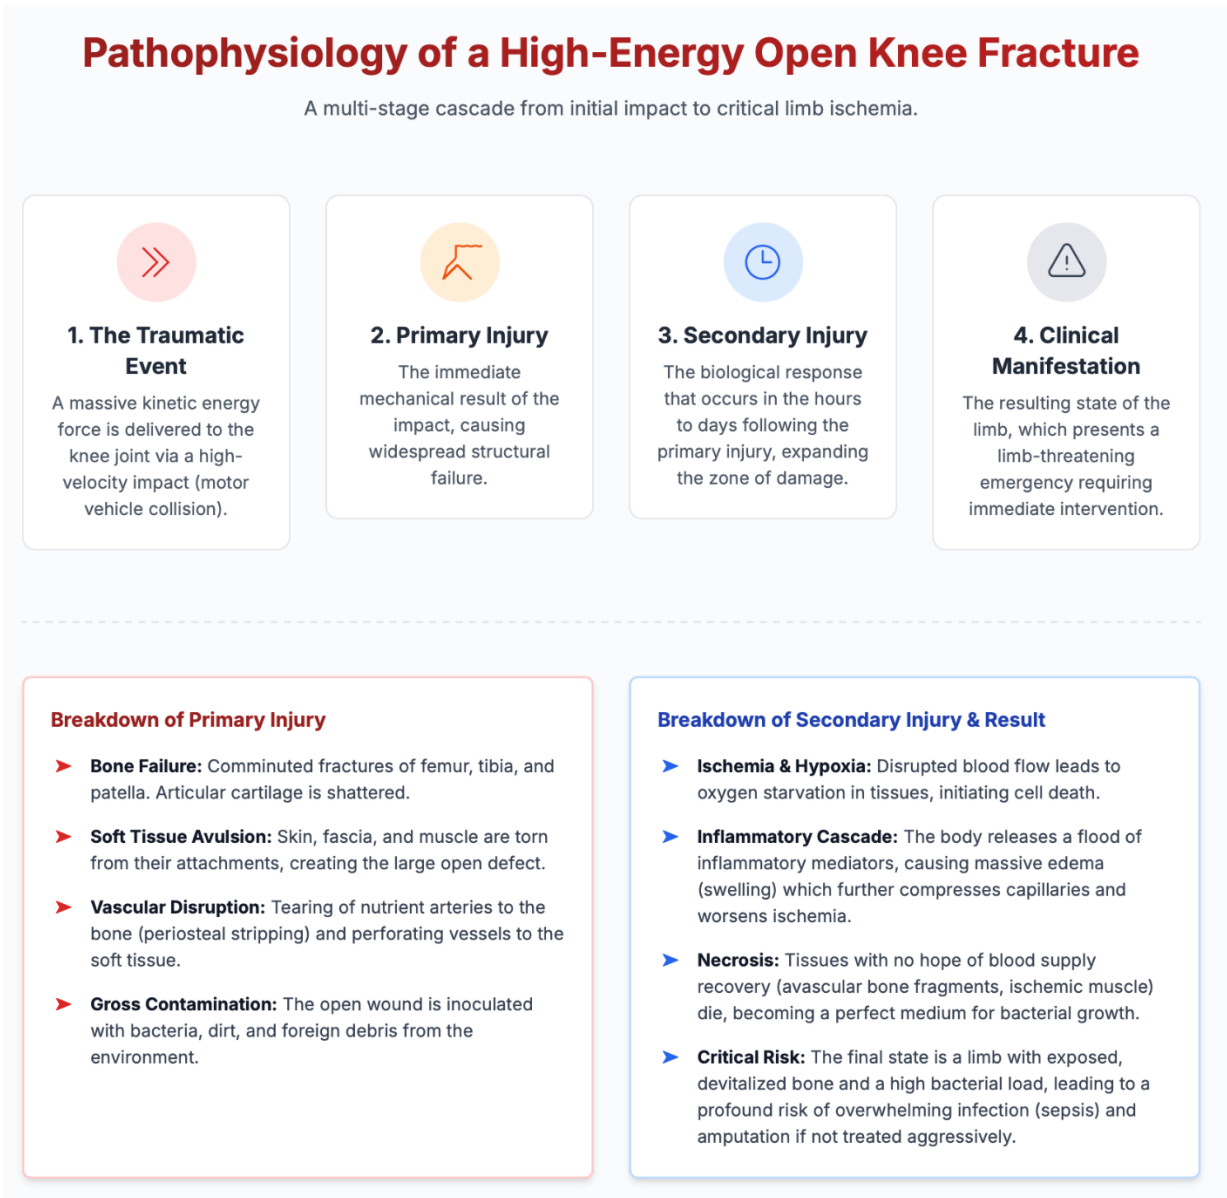 Pathophysiology of a High-Energy Open Knee Fracture
A multi-stage cascade from initial impact to critical limb ischemia.
1. The Traumatic
Event
A massive kinetic energy
force is delivered to the
knee joint via a high-
velocity impact (motor
vehicle collision).
2. Primary Injury
The immediate
mechanical result of the
impact, causing
widespread structural
failure.
3. Secondary Injury
The biological response
that occurs in the hours
to days following the
primary injury, expanding
the zone of damage.
4. Clinical
Manifestation
The resulting state of the
limb, which presents a
limb-threatening
emergency requiring
immediate intervention.
Breakdown of Primary Injury
Bone Failure: Comminuted fractures of femur, tibia, and
patella. Articular cartilage is shattered.
Soft Tissue Avulsion: Skin, fascia, and muscle are torn
from their attachments, creating the large open defect.
Vascular Disruption: Tearing of nutrient arteries to the
bone (periosteal stripping) and perforating vessels to the
soft tissue.
Gross Contamination: The open wound is inoculated
with bacteria, dirt, and foreign debris from the
environment.
Breakdown of Secondary Injury & Result
Ischemia & Hypoxia: Disrupted blood flow leads to
oxygen starvation in tissues, initiating cell death.
Inflammatory Cascade: The body releases a flood of
inflammatory mediators, causing massive edema
(swelling) which further compresses capillaries and
worsens ischemia.
Necrosis: Tissues with no hope of blood supply
recovery (avascular bone fragments, ischemic muscle)
die, becoming a perfect medium for bacterial growth.
Critical Risk: The final state is a limb with exposed,
devitalized bone and a high bacterial load, leading to a
profound risk of overwhelming infection (sepsis) and
amputation if not treated aggressively.